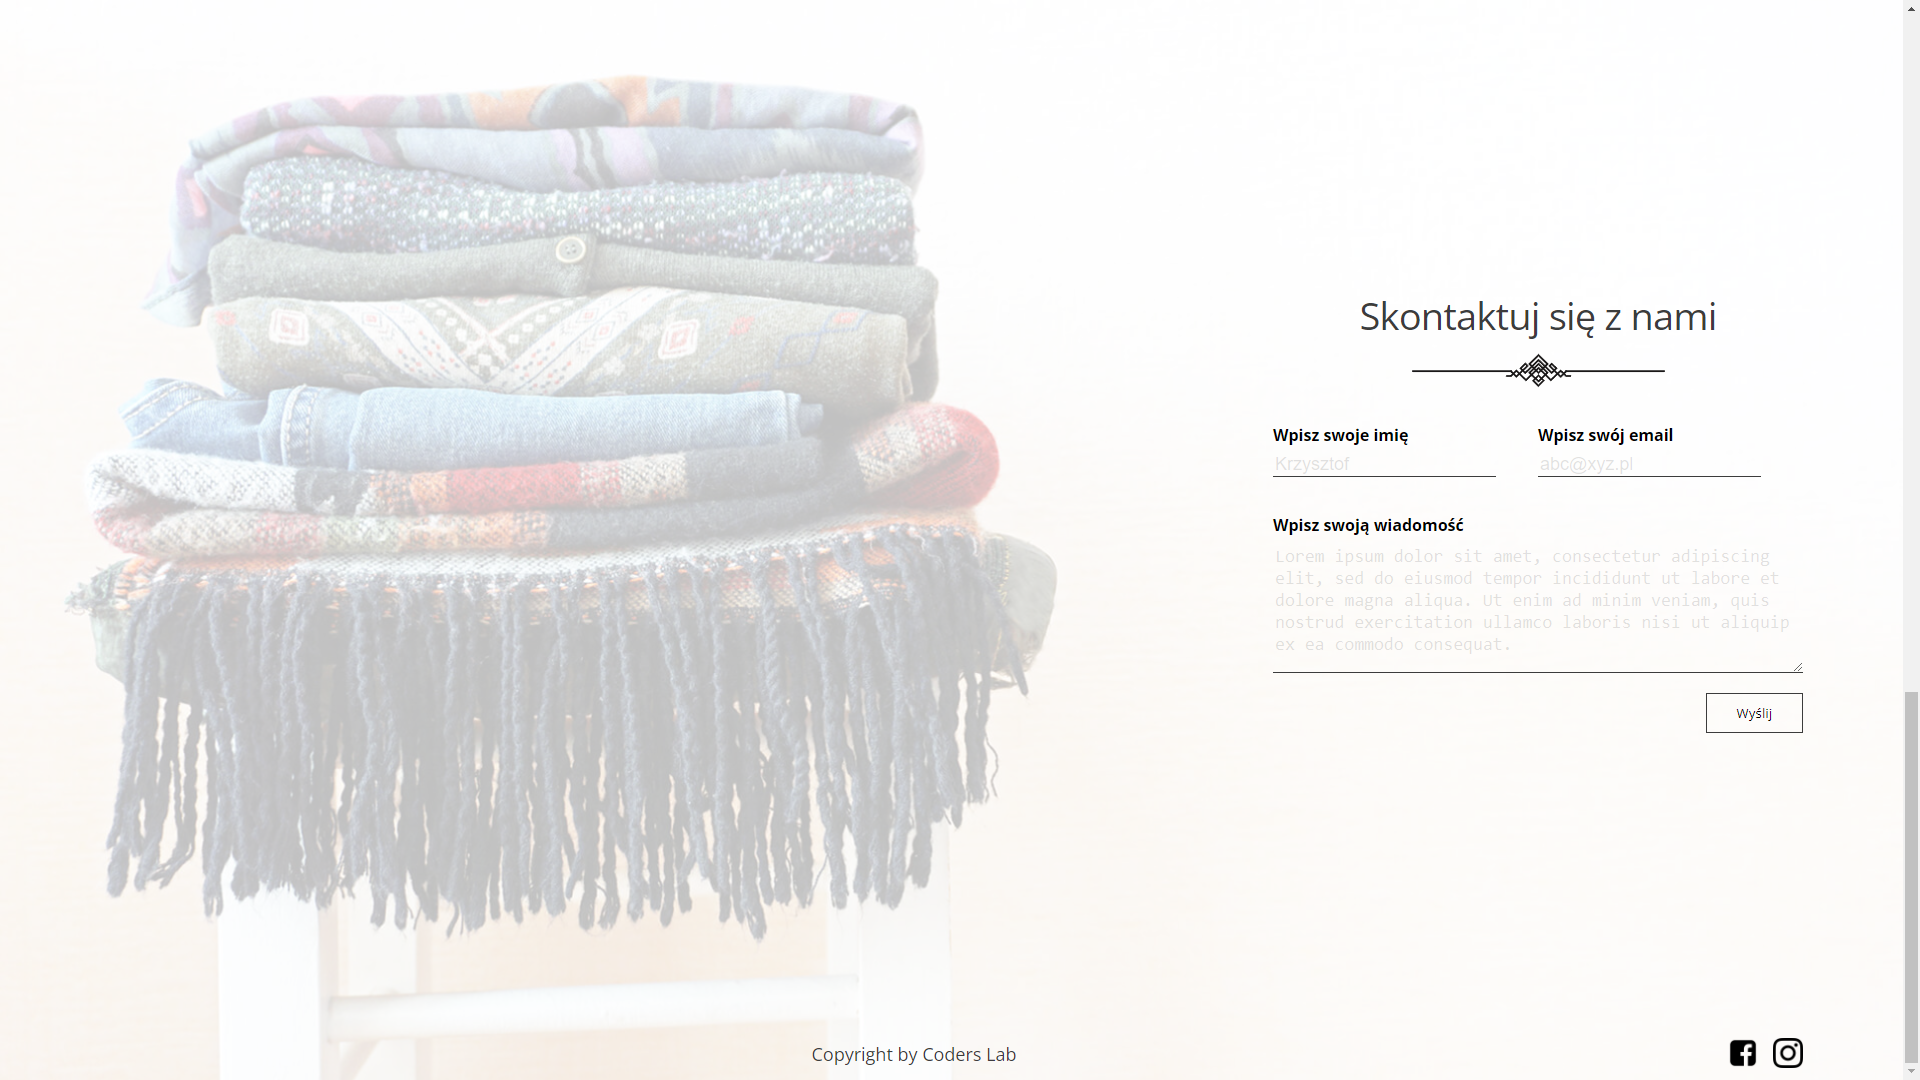 Skontaktuj się z nami
Wpisz swoje imię
Wpisz swój email
Krzysztof
abc@xyz.pl
Wpisz swoją wiadomość
Lorem ipsum dolor sit amet, consectetur adipiscing
elit, sed do eiusmod tempor incididunt ut labore et
dolore magna aliqua. Ut enim ad minim veniam, quis
nostrud exercitation ullamco laboris nisi ut aliquip
ex ea commodo consequat.
Wyślij
Copyright by Coders Lab